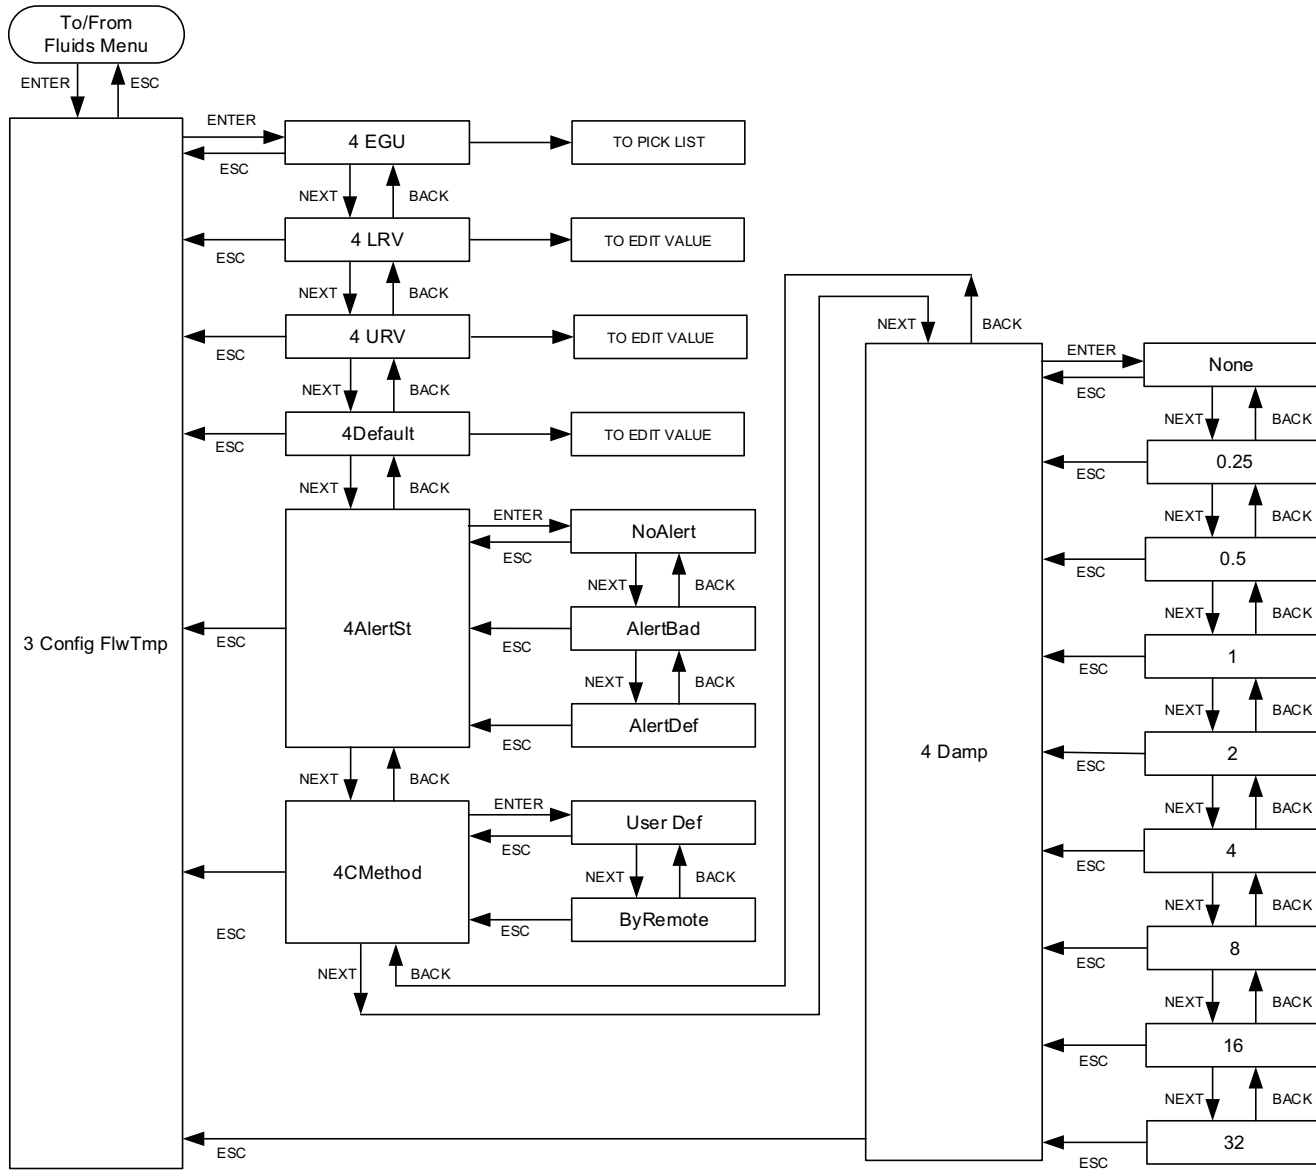 To/From
Fluids Menu
ENTER
ESC
3 Config FlwTmp
ENTER
ESC
4 EGU
TO PICK LIST
NEXT
BACK
ESC
4 LRV
TO EDIT VALUE
NEXT
BACK
ESC
4 URV
TO EDIT VALUE
NEXT
BACK
ESC
4Default
TO EDIT VALUE
NEXT
BACK
ESC
4AlertSt
ENTER
ESC
NoAlert
NEXT
BACK
ESC
AlertBad
NEXT
BACK
ESC
AlertDef
NEXT
BACK
ESC
4CMethod
ENTER
ESC
User Def
NEXT
BACK
ESC
ByRemote
NEXT
BACK
NEXT
BACK
4 Damp
ESC
ENTER
ESC
None
NEXT
BACK
ESC
0.25
NEXT
BACK
ESC
0.5
NEXT
BACK
ESC
1
NEXT
BACK
ESC
2
NEXT
BACK
ESC
4
NEXT
BACK
ESC
8
NEXT
BACK
ESC
16
NEXT
BACK
ESC
32